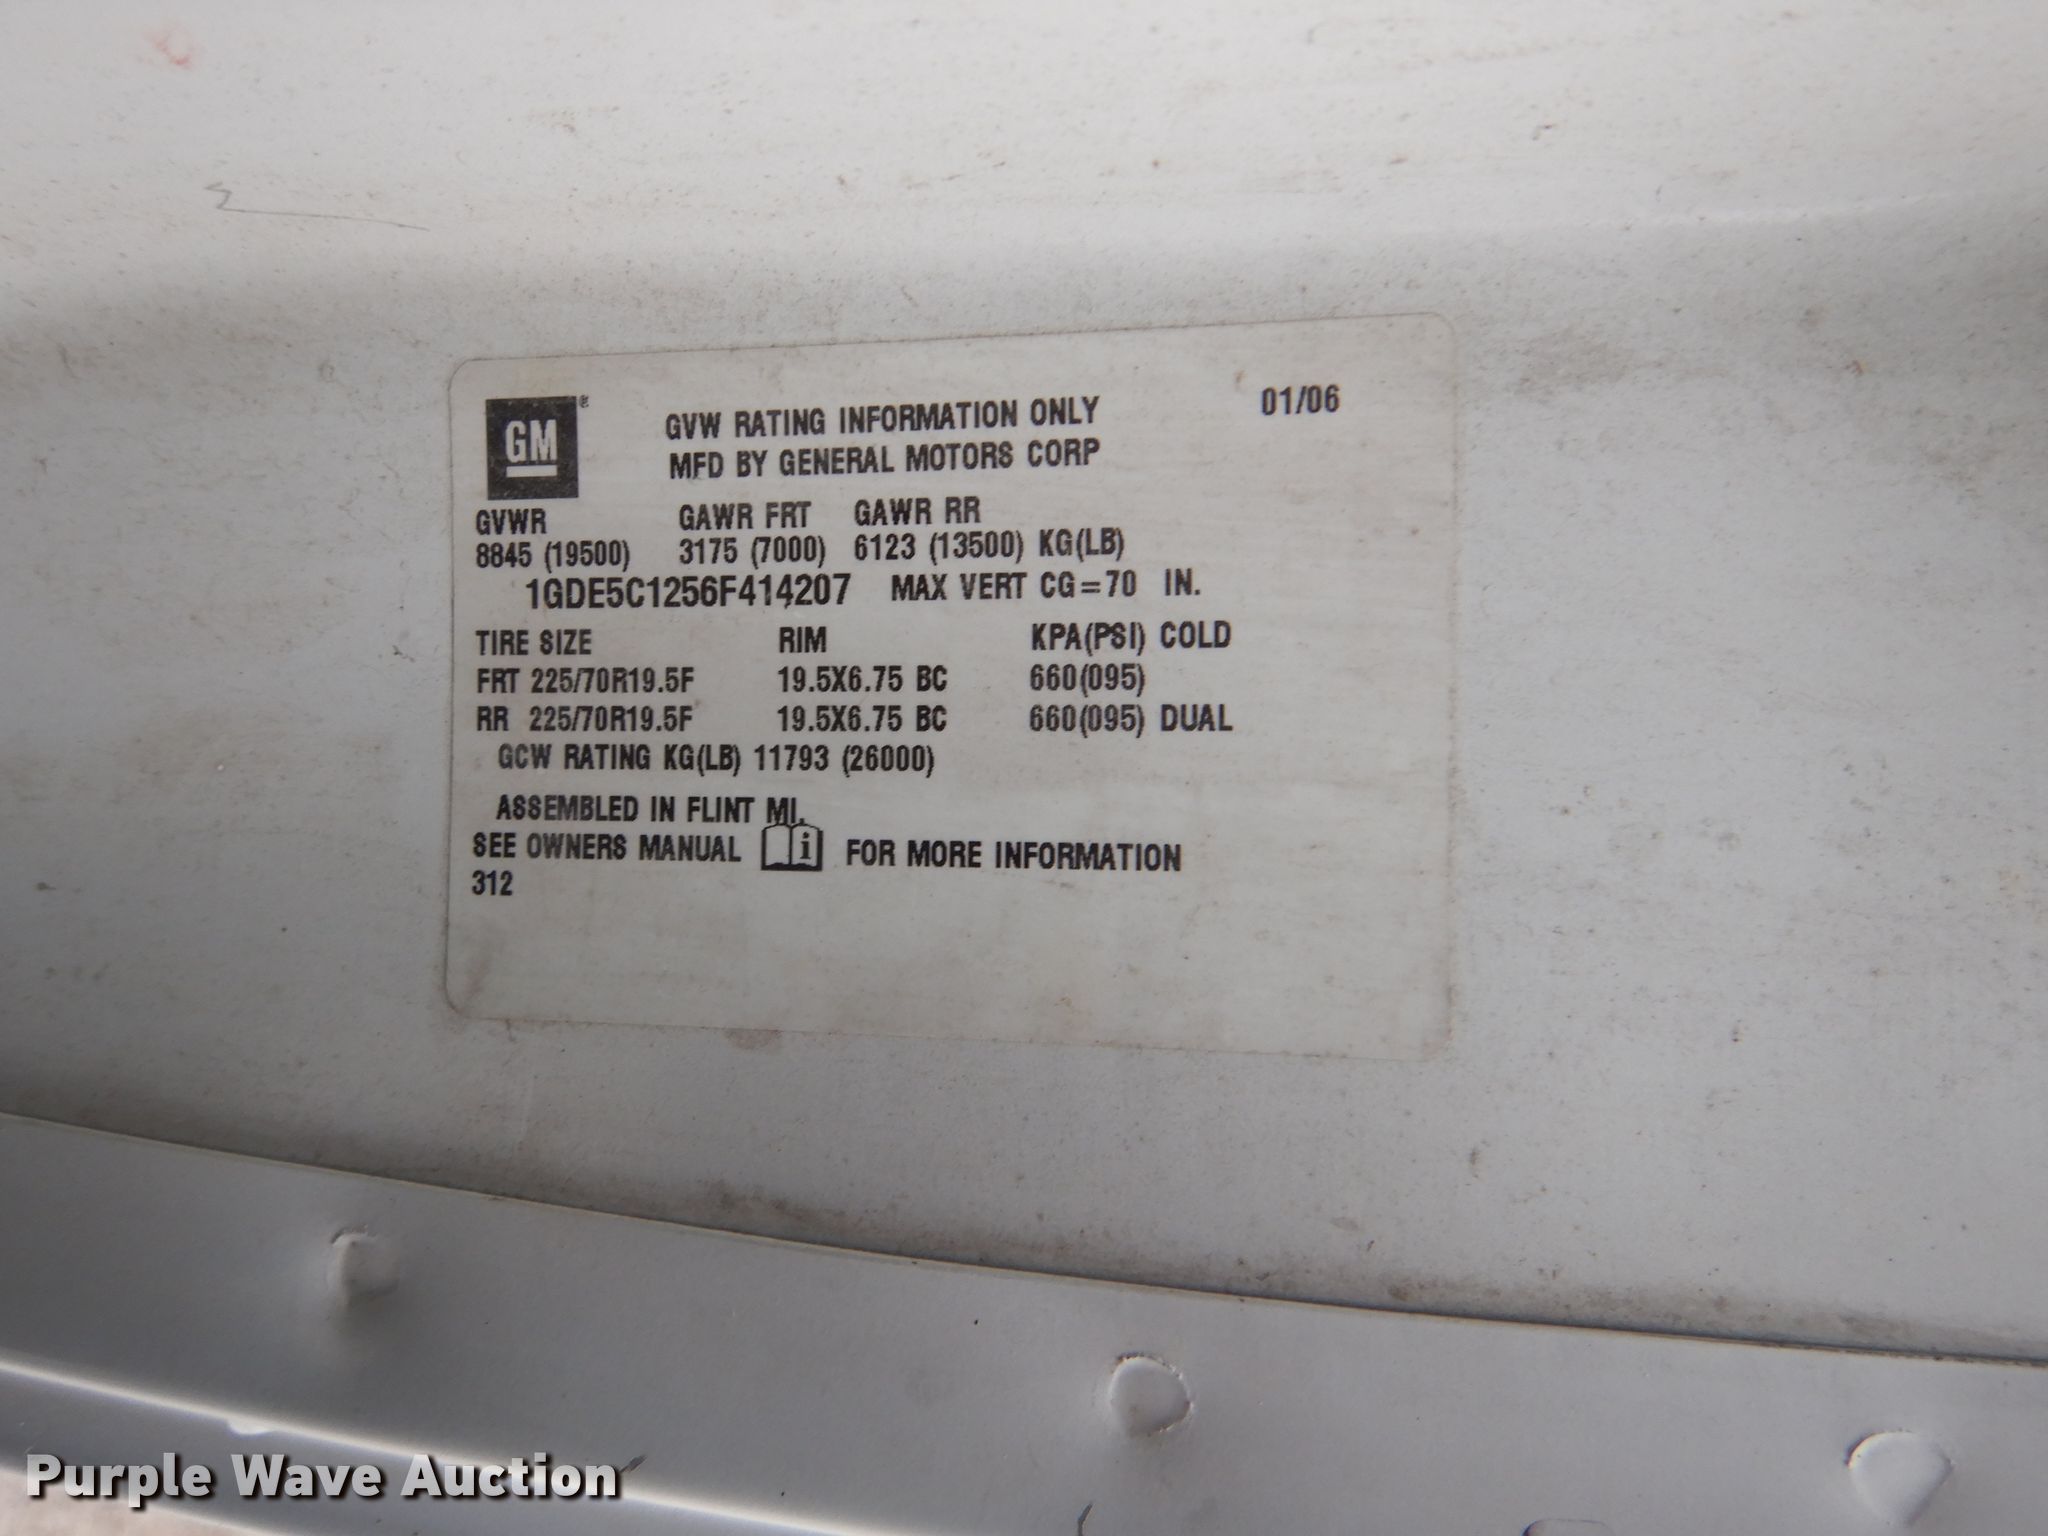 GM®
GVW RATING INFORMATION ONLY 01/06
MFD BY GENERAL MOTORS CORP
GVWR GAWR FRT GAWR RR
8845 (19500) 3175 (7000) 6123 (13500) KG(LB)
1GDE5C1256F414207 MAX VERT CG=70 IN.
TIRE SIZE RIM KPA(PSI) COLD
FRT 225/70R19.5F 19.5X6.75 BC 660(095)
RR 225/70R19.5F 19.5X6.75 BC 660(095) DUAL
GCW RATING KG(LB) 11793 (26000)
ASSEMBLED IN FLINT MI.
SEE OWNERS MANUAL i FOR MORE INFORMATION
312
Purple Wave Auction